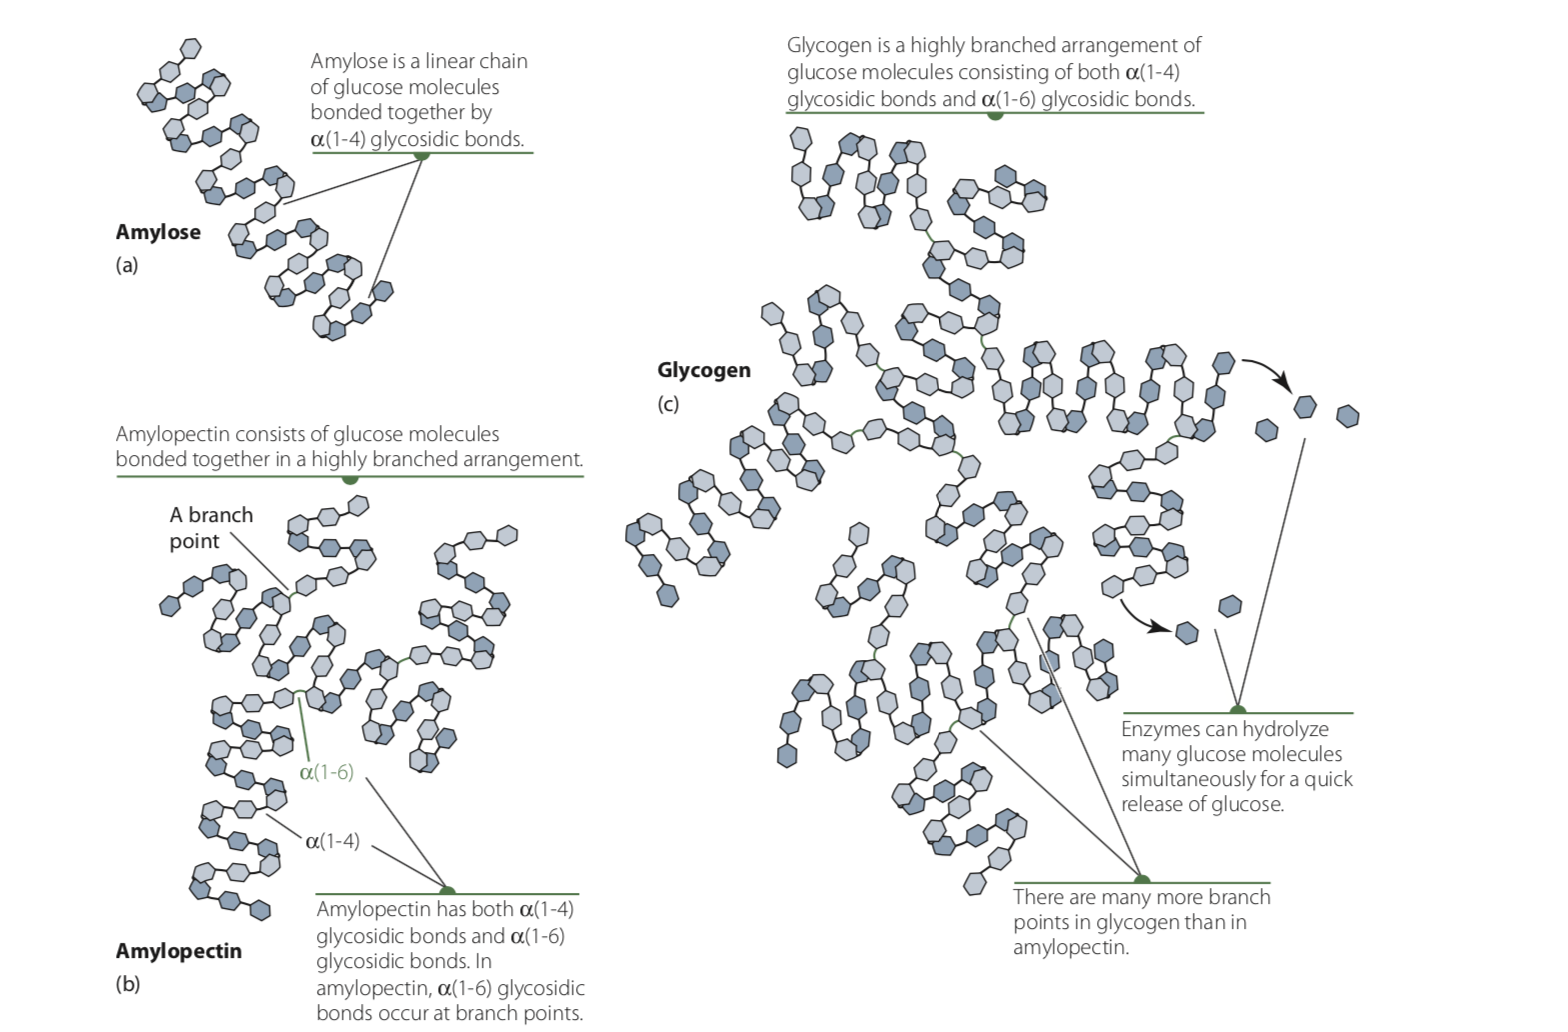 Amylose is a linear chain
of glucose molecules
bonded together by
α(1-4) glycosidic bonds.
Amylose
(a)
Amylopectin consists of glucose molecules
bonded together in a highly branched arrangement.
A branch
point
α(1-6)
α(1-4)
Amylopectin has both α(1-4)
glycosidic bonds and α(1-6)
glycosidic bonds. In
amylopectin, α(1-6) glycosidic
bonds occur at branch points.
Amylopectin
(b)
Glycogen is a highly branched arrangement of
glucose molecules consisting of both α(1-4)
glycosidic bonds and α(1-6) glycosidic bonds.
Glycogen
(c)
Enzymes can hydrolyze
many glucose molecules
simultaneously for a quick
release of glucose.
There are many more branch
points in glycogen than in
amylopectin.